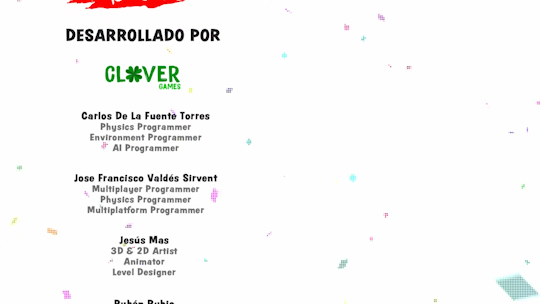 DESARROLLADO POR
CLOVER
GAMES
Carlos De La Fuente Torres
Physics Programmer
Environment Programmer
AI Programmer
Jose Francisco Valdés Sirvent
Multiplayer Programmer
Physics Programmer
Multiplatform Programmer
Jesús Mas
3D & 2D Artist
Animator
Level Designer